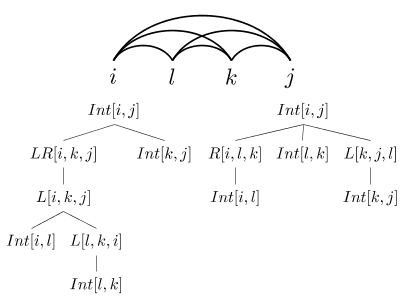 i l k j
Int[i, j] Int[i, j]
LR[i, k, j] Int[k, j] R[i, l, k] Int[l, k] L[k, j, l]
L[i, k, j] Int[i, l] Int[k, j]
Int[i, l] L[l, k, i]
Int[l, k]